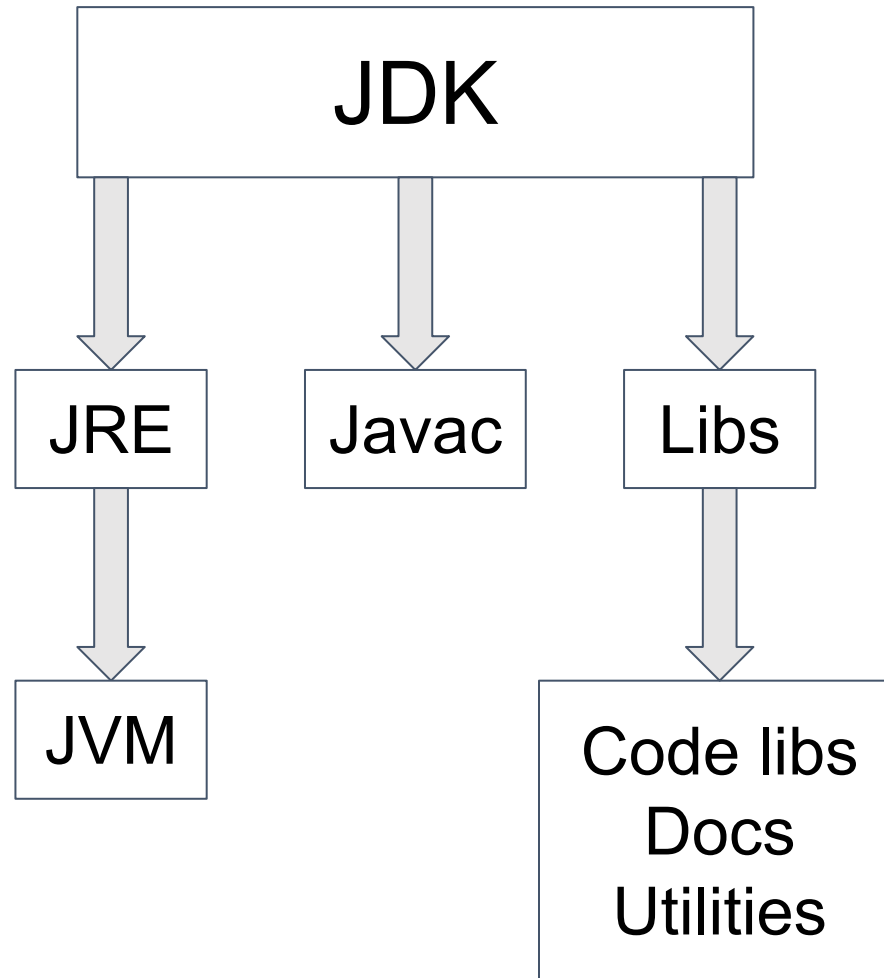 JDK
JRE
Javac
Libs
JVM
Code libs
Docs
Utilities